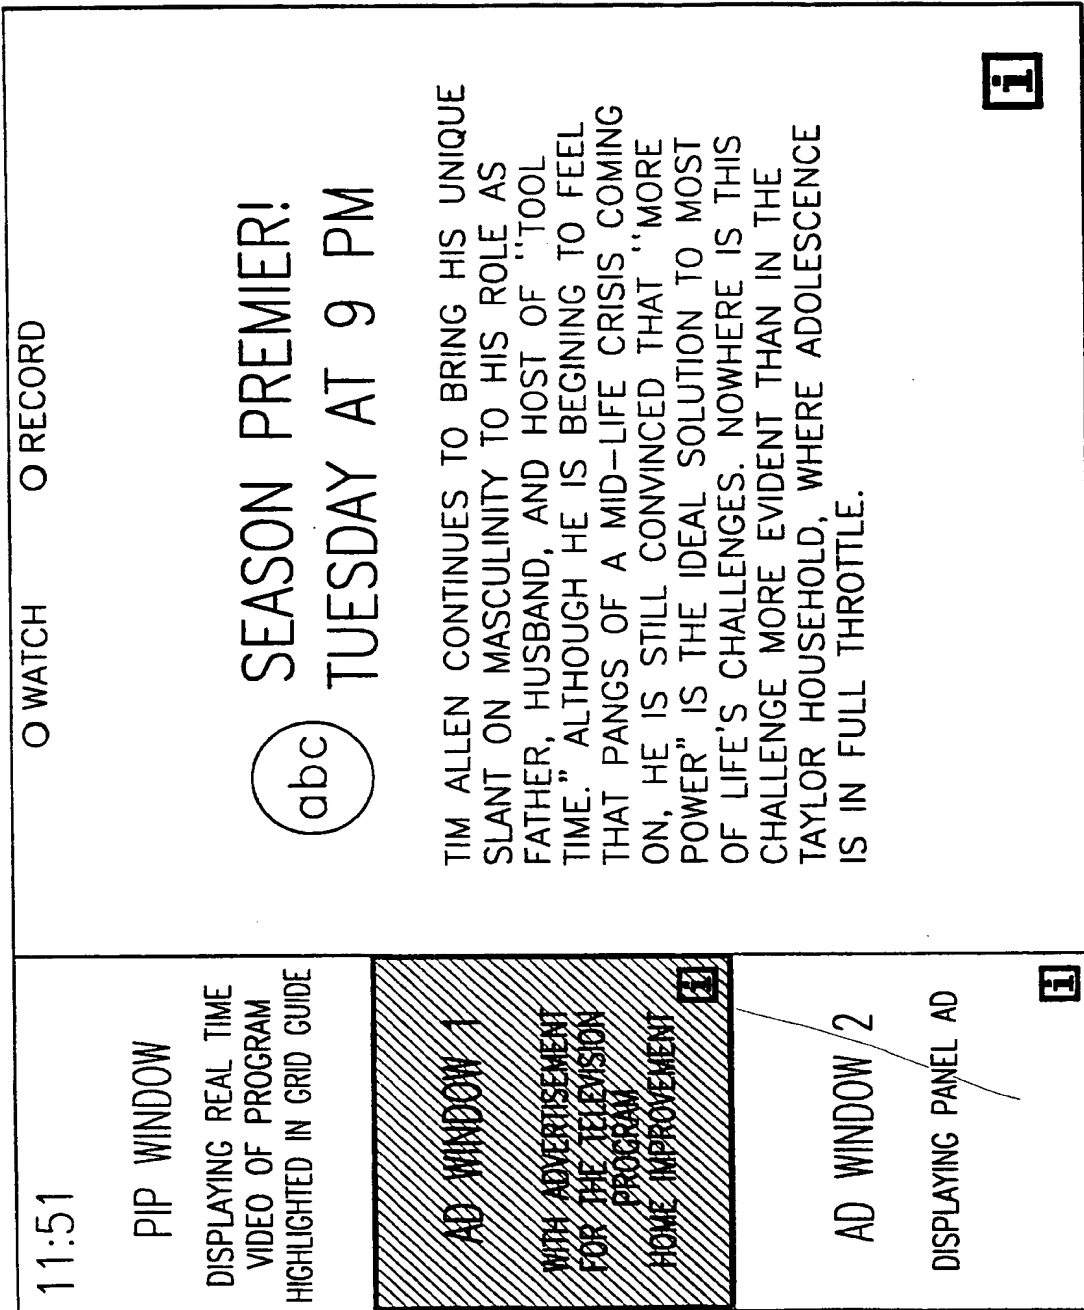 11:51
PIP WINDOW
DISPLAYING REAL TIME
VIDEO OF PROGRAM
HIGHLIGHTED IN GRID GUIDE
AD WINDOW 1
WITH ADVERTISEMENT
FOR THE TELEVISION
PROGRAM
HOME IMPROVEMENT
i
AD WINDOW 2
DISPLAYING PANEL AD
i
O WATCH O RECORD
abc
SEASON PREMIER!
TUESDAY AT 9 PM
TIM ALLEN CONTINUES TO BRING HIS UNIQUE
SLANT ON MASCULINITY TO HIS ROLE AS
FATHER, HUSBAND, AND HOST OF ''TOOL
TIME.” ALTHOUGH HE IS BEGINING TO FEEL
THAT PANGS OF A MID-LIFE CRISIS COMING
ON, HE IS STILL CONVINCED THAT ''MORE
POWER” IS THE IDEAL SOLUTION TO MOST
OF LIFE'S CHALLENGES. NOWHERE IS THIS
CHALLENGE MORE EVIDENT THAN IN THE
TAYLOR HOUSEHOLD, WHERE ADOLESCENCE
IS IN FULL THROTTLE.
i